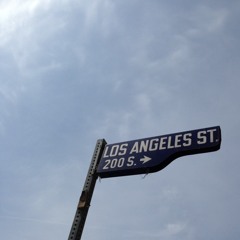 LOS ANGELES ST.
200 S. →